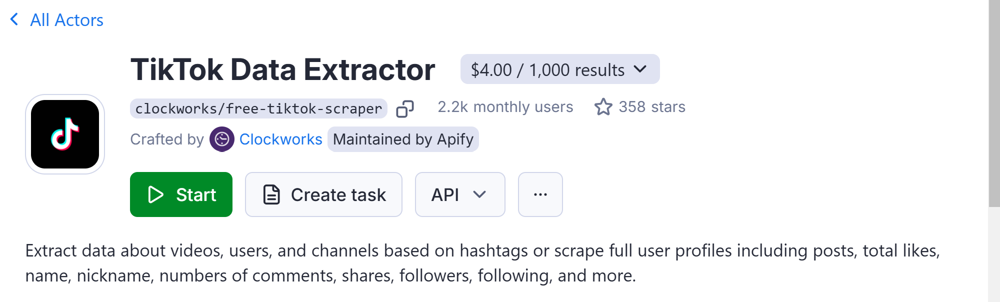 All Actors
TikTok Data Extractor
$4.00 / 1,000 results
clockworks/free-tiktok-scraper
2.2k monthly users
358 stars
Crafted by Clockworks Maintained by Apify
Start
Create task
API
...
Extract data about videos, users, and channels based on hashtags or scrape full user profiles including posts, total likes,
name, nickname, numbers of comments, shares, followers, following, and more.